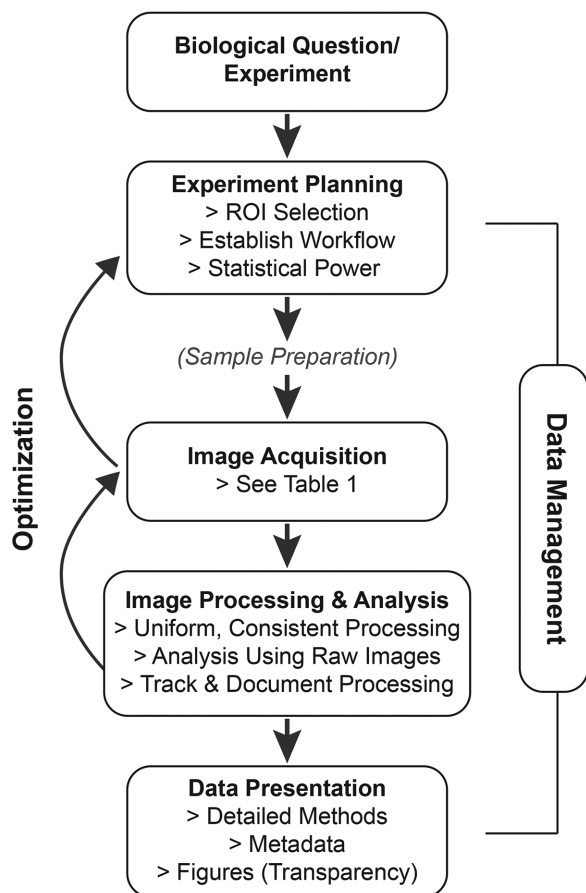 Biological Question/
Experiment
Experiment Planning
> ROI Selection
> Establish Workflow
> Statistical Power
(Sample Preparation)
Image Acquisition
> See Table 1
Image Processing & Analysis
> Uniform, Consistent Processing
> Analysis Using Raw Images
> Track & Document Processing
Data Presentation
> Detailed Methods
> Metadata
> Figures (Transparency)
Optimization
Data Management